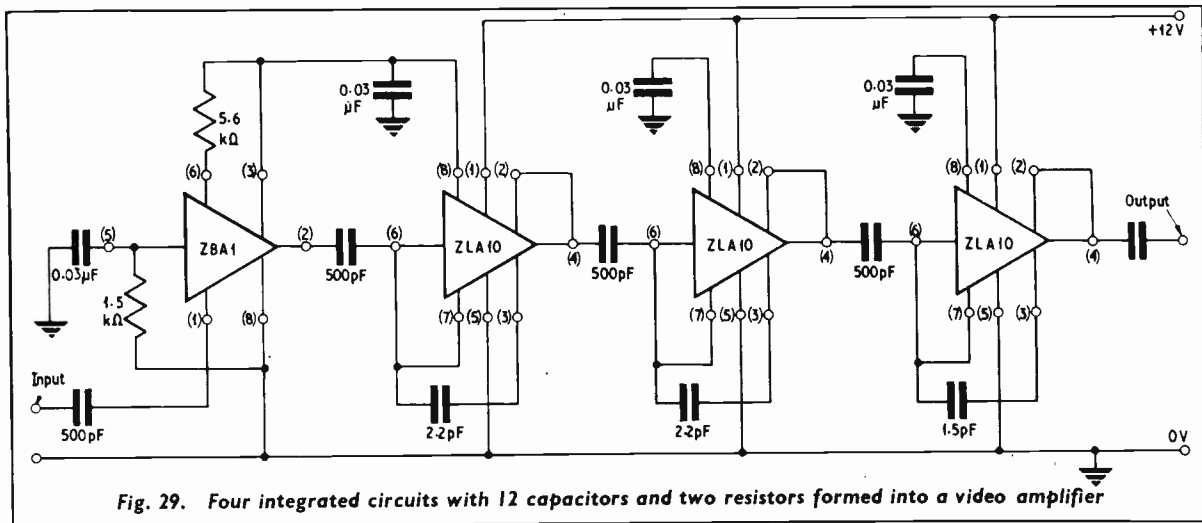 +12V
0.03
µF
0.03
µF
0.03
µF
5.6
kΩ
(6)
(3)
(8)
(1)
(2)
(8)
(1)
(2)
(8)
(1)
(2)
Output
(5)
ZBA1
(2)
(6)
ZLA10
(4)
(6)
ZLA10
(4)
(6)
ZLA10
(4)
0.03µF
500pF
500pF
500pF
1.5
kΩ
(1)
(8)
(7)
(5)
(3)
(7)
(5)
(3)
(7)
(5)
(3)
Input
500pF
2.2pF
2.2pF
1.5pF
0V
Fig. 29. Four integrated circuits with 12 capacitors and two resistors formed into a video amplifier